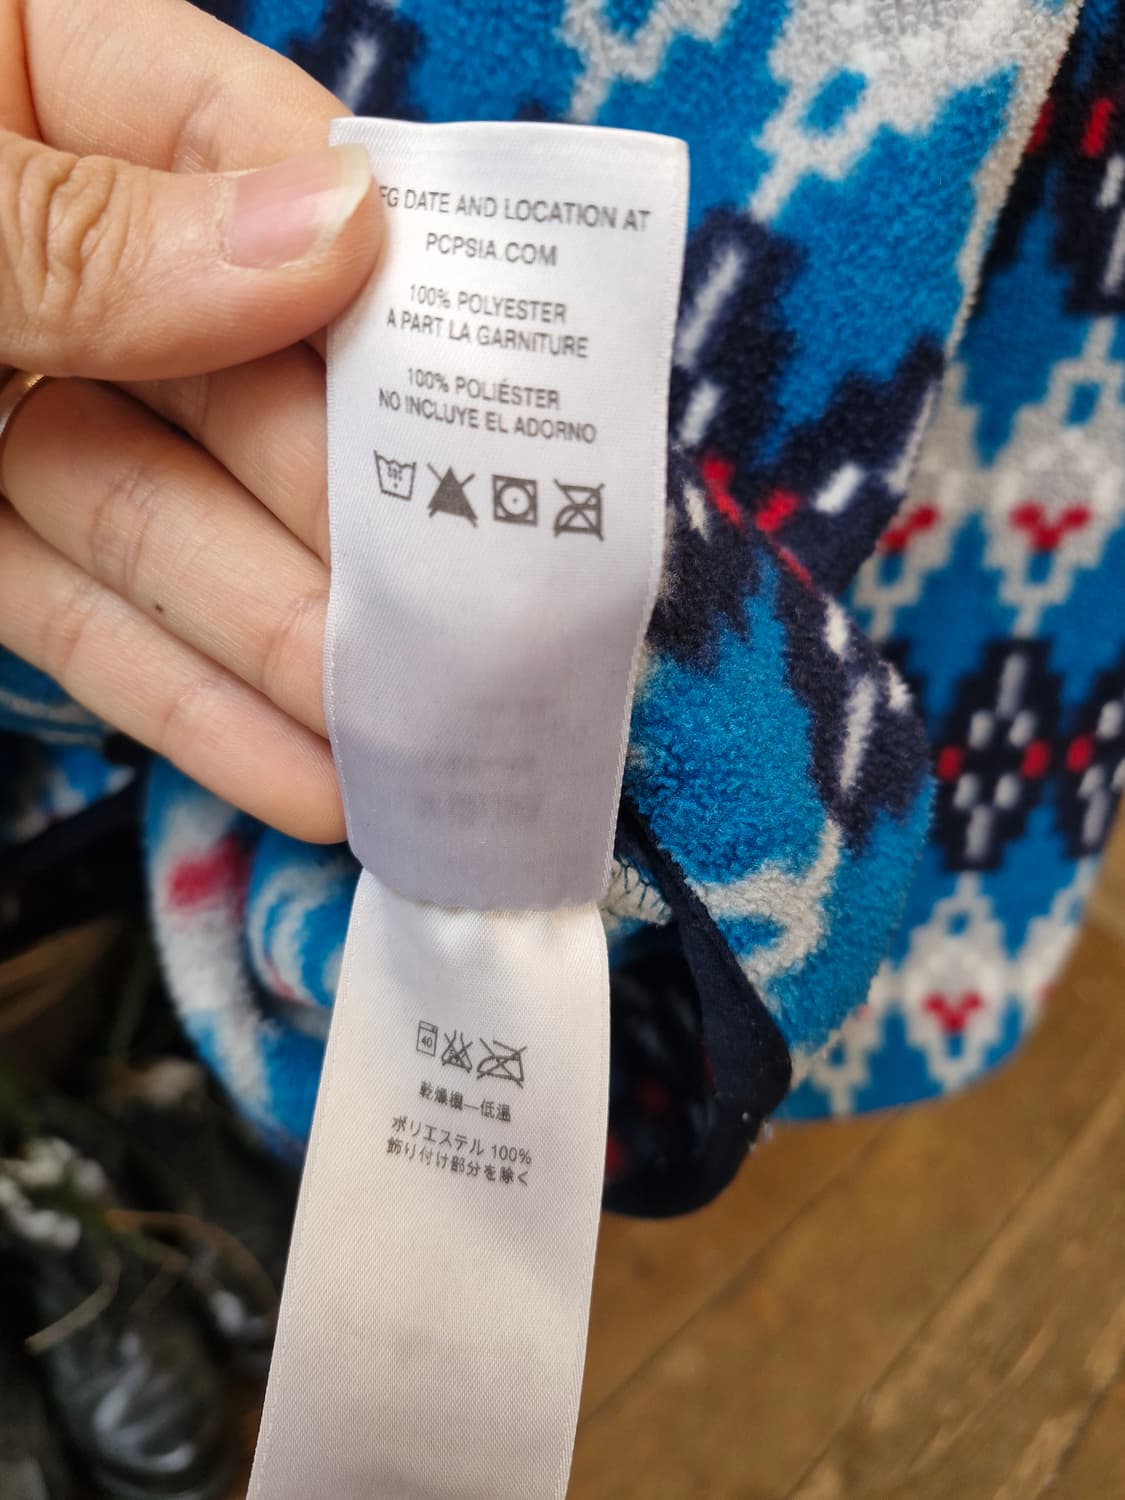 FG DATE AND LOCATION AT
PCPSIA.COM
100% POLYESTER
A PART LA GARNITURE
100% POLIÉSTER
NO INCLUYE EL ADORNO
40
乾燥機—低温
ポリエステル 100%
飾り付け部分を除く